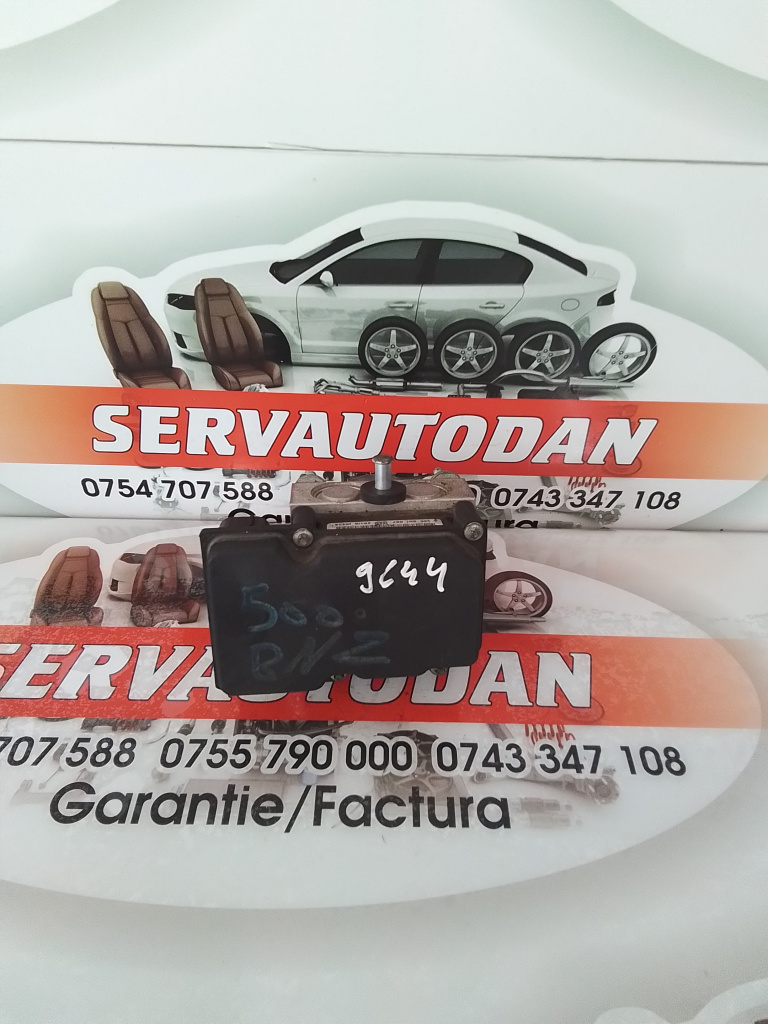 SERVAUTODAN
0754 707 588
0743 347 108
9644
500.
BNZ
SERVAUTODAN
707 588 0755 790 000 0743 347 108
Garantie/Factura